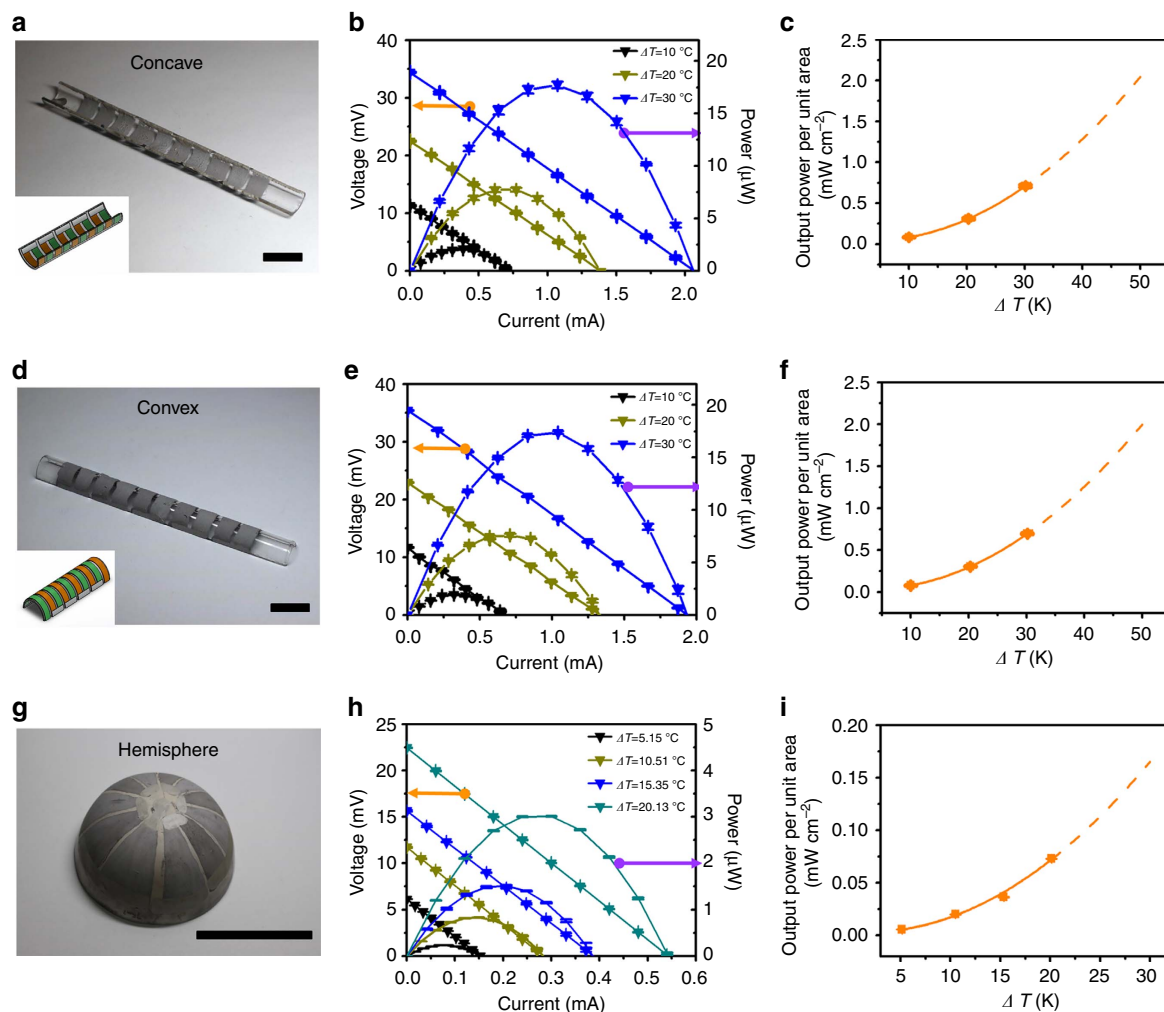 a
Concave
b
40
30
20
10
0
Voltage (mV)
0.0 0.5 1.0 1.5 2.0
Current (mA)
20
15
10
5
0
Power (µW)
ΔT=10 °C
ΔT=20 °C
ΔT=30 °C
c
2.5
2.0
1.5
1.0
0.5
0.0
Output power per unit area
(mW cm−2)
10 20 30 40 50
Δ T (K)
d
Convex
e
40
30
20
10
0
Voltage (mV)
0.0 0.5 1.0 1.5 2.0
Current (mA)
20
15
10
5
0
Power (µW)
ΔT=10 °C
ΔT=20 °C
ΔT=30 °C
f
2.5
2.0
1.5
1.0
0.5
0.0
Output power per unit area
(mW cm−2)
10 20 30 40 50
Δ T (K)
g
Hemisphere
h
25
20
15
10
5
0
Voltage (mV)
0.0 0.1 0.2 0.3 0.4 0.5 0.6
Current (mA)
5
4
3
2
1
0
Power (µW)
ΔT=5.15 °C
ΔT=10.51 °C
ΔT=15.35 °C
ΔT=20.13 °C
i
0.20
0.15
0.10
0.05
0.00
Output power per unit area
(mW cm−2)
5 10 15 20 25 30
Δ T (K)